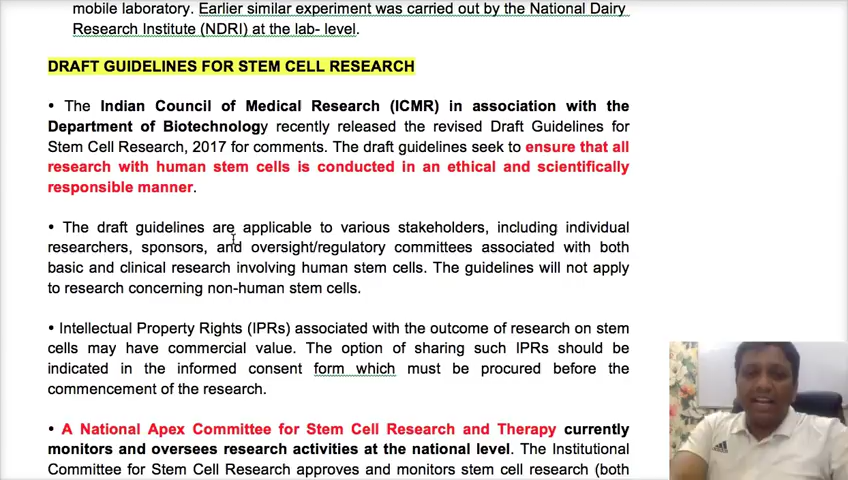 mobile laboratory. Earlier similar experiment was carried out by the National Dairy
Research Institute (NDRI) at the lab- level.
DRAFT GUIDELINES FOR STEM CELL RESEARCH
• The Indian Council of Medical Research (ICMR) in association with the
Department of Biotechnology recently released the revised Draft Guidelines for
Stem Cell Research, 2017 for comments. The draft guidelines seek to ensure that all
research with human stem cells is conducted in an ethical and scientifically
responsible manner.
• The draft guidelines are applicable to various stakeholders, including individual
researchers, sponsors, and oversight/regulatory committees associated with both
basic and clinical research involving human stem cells. The guidelines will not apply
to research concerning non-human stem cells.
• Intellectual Property Rights (IPRs) associated with the outcome of research on stem
cells may have commercial value. The option of sharing such IPRs should be
indicated in the informed consent form which must be procured before the
commencement of the research.
• A National Apex Committee for Stem Cell Research and Therapy currently
monitors and oversees research activities at the national level. The Institutional
Committee for Stem Cell Research approves and monitors stem cell research (both